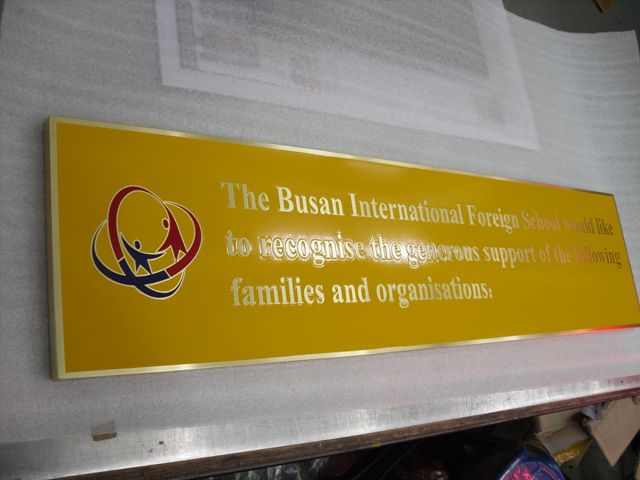 The Busan International Foreign School would like
to recognise the generous support of the following
families and organisations: